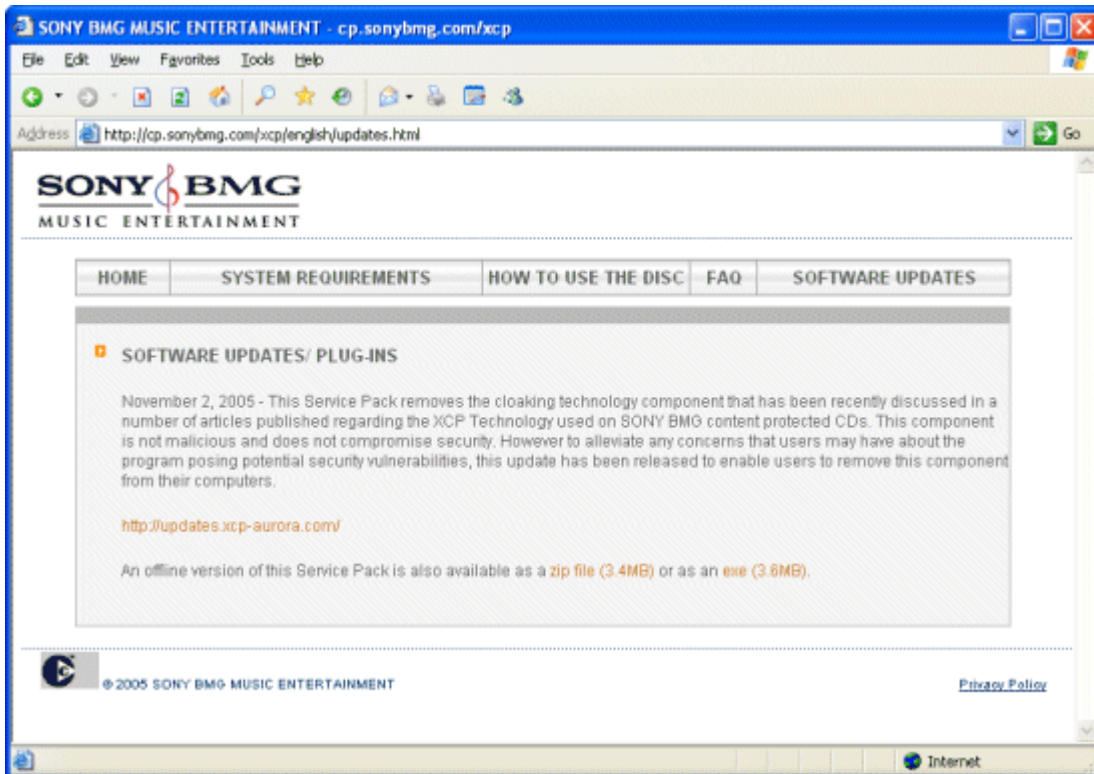 SONY BMG MUSIC ENTERTAINMENT - cp.sonybmg.com/xcp
File Edit View Favorites Tools Help
Address http://cp.sonybmg.com/xcp/english/updates.html Go
SONY BMG
MUSIC ENTERTAINMENT
HOME SYSTEM REQUIREMENTS HOW TO USE THE DISC FAQ SOFTWARE UPDATES
SOFTWARE UPDATES/ PLUG-INS
November 2, 2005 - This Service Pack removes the cloaking technology component that has been recently discussed in a
number of articles published regarding the XCP Technology used on SONY BMG content protected CDs. This component
is not malicious and does not compromise security. However to alleviate any concerns that users may have about the
program posing potential security vulnerabilities, this update has been released to enable users to remove this component
from their computers.
http://updates.xcp-aurora.com/
An offline version of this Service Pack is also available as a zip file (3.4MB) or as an exe (3.6MB).
© 2005 SONY BMG MUSIC ENTERTAINMENT Privacy Policy
Internet